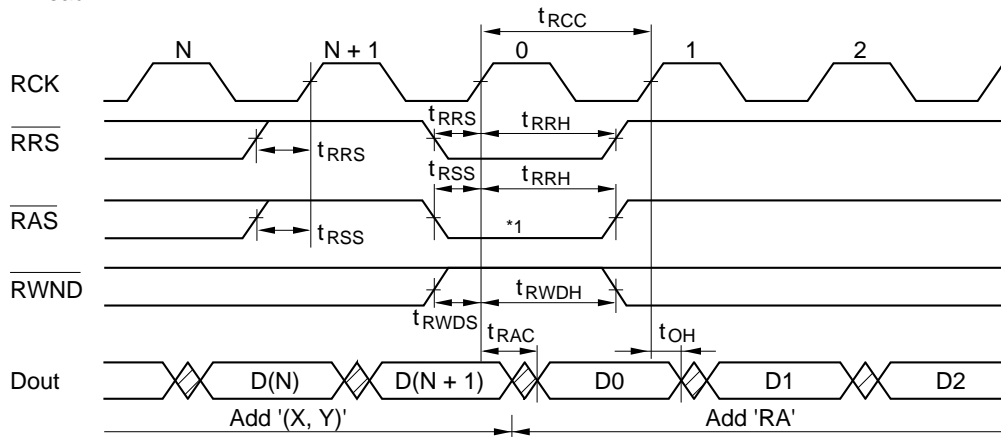 tRCC
N N + 1 0 1 2
RCK
tRRS tRRH
RRS
tRRS
tRSS tRRH
RAS
*1
tRSS
RWND
tRWDH
tRWDS
tRAC tOH
Dout D(N) D(N + 1) D0 D1 D2
Add '(X, Y)' Add 'RA'